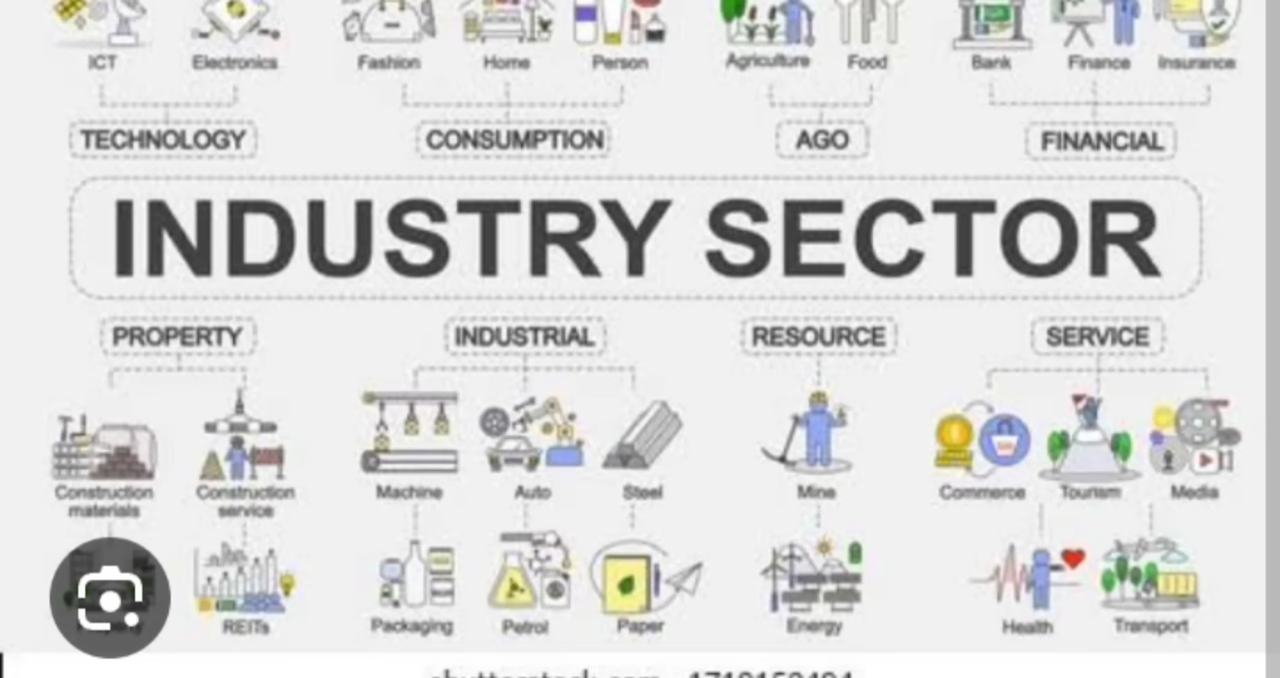 ICT Electronics Fashion Home Person Agriculture Food Bank Finance Insurance
TECHNOLOGY CONSUMPTION AGO FINANCIAL
INDUSTRY SECTOR
PROPERTY INDUSTRIAL RESOURCE SERVICE
Construction materials
Construction service
Machine Auto Steel Mine Commerce Tourism Media
REITs Packaging Petrol Paper Energy Health Transport